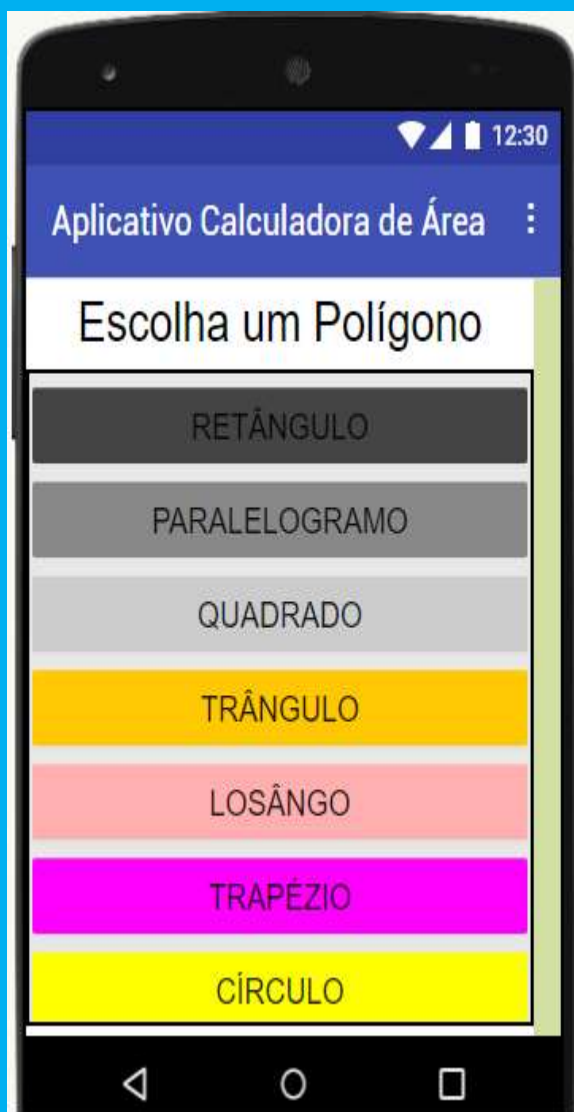 12:30
Aplicativo Calculadora de Área
Escolha um Polígono
RETÂNGULO
PARALELOGRAMO
QUADRADO
TRÂNGULO
LOSÂNGO
TRAPÉZIO
CÍRCULO